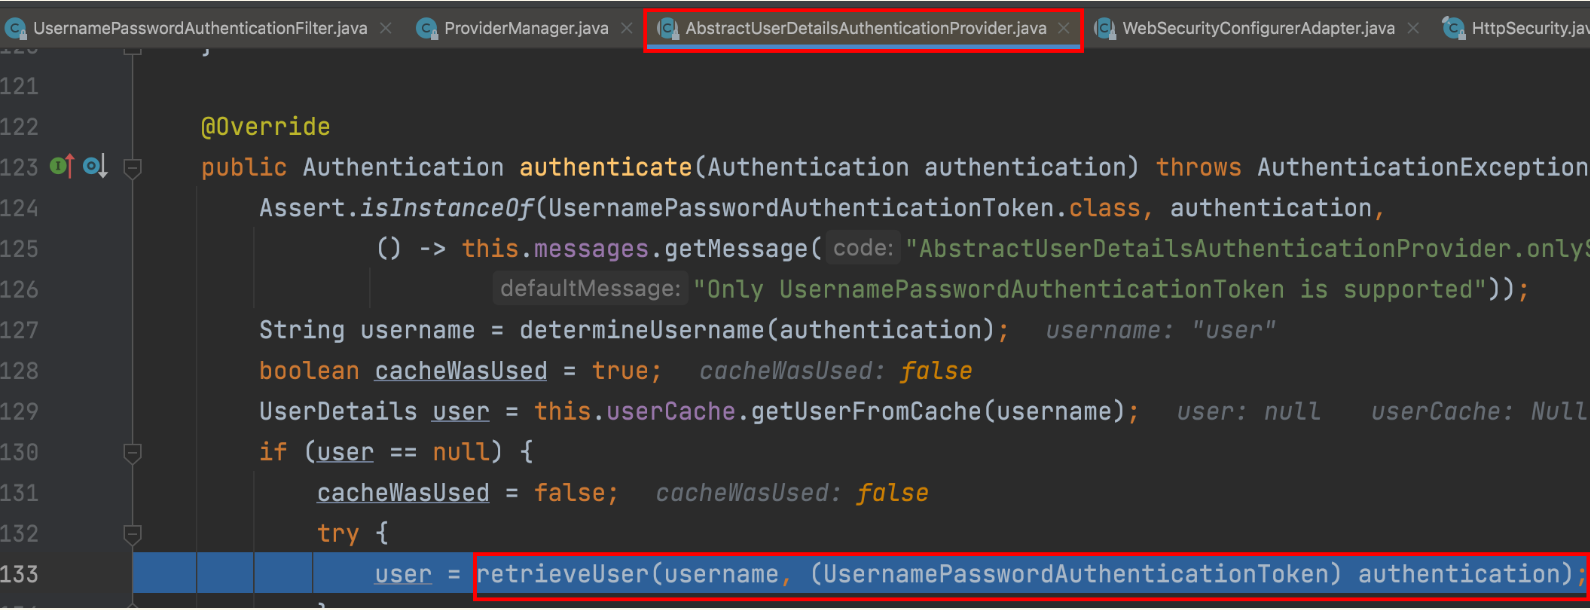 UsernamePasswordAuthenticationFilter.java ProviderManager.java AbstractUserDetailsAuthenticationProvider.java WebSecurityConfigurerAdapter.java HttpSecurity.jav
}
121
122 @Override
123 public Authentication authenticate(Authentication authentication) throws AuthenticationException
124 Assert.isInstanceOf(UsernamePasswordAuthenticationToken.class, authentication,
125 () -> this.messages.getMessage( code: "AbstractUserDetailsAuthenticationProvider.onlyS
126 defaultMessage: "Only UsernamePasswordAuthenticationToken is supported"));
127 String username = determineUsername(authentication); username: "user"
128 boolean cacheWasUsed = true; cacheWasUsed: false
129 UserDetails user = this.userCache.getUserFromCache(username); user: null userCache: Null
130 if (user == null) {
131 cacheWasUsed = false; cacheWasUsed: false
132 try {
133 user = retrieveUser(username, (UsernamePasswordAuthenticationToken) authentication);